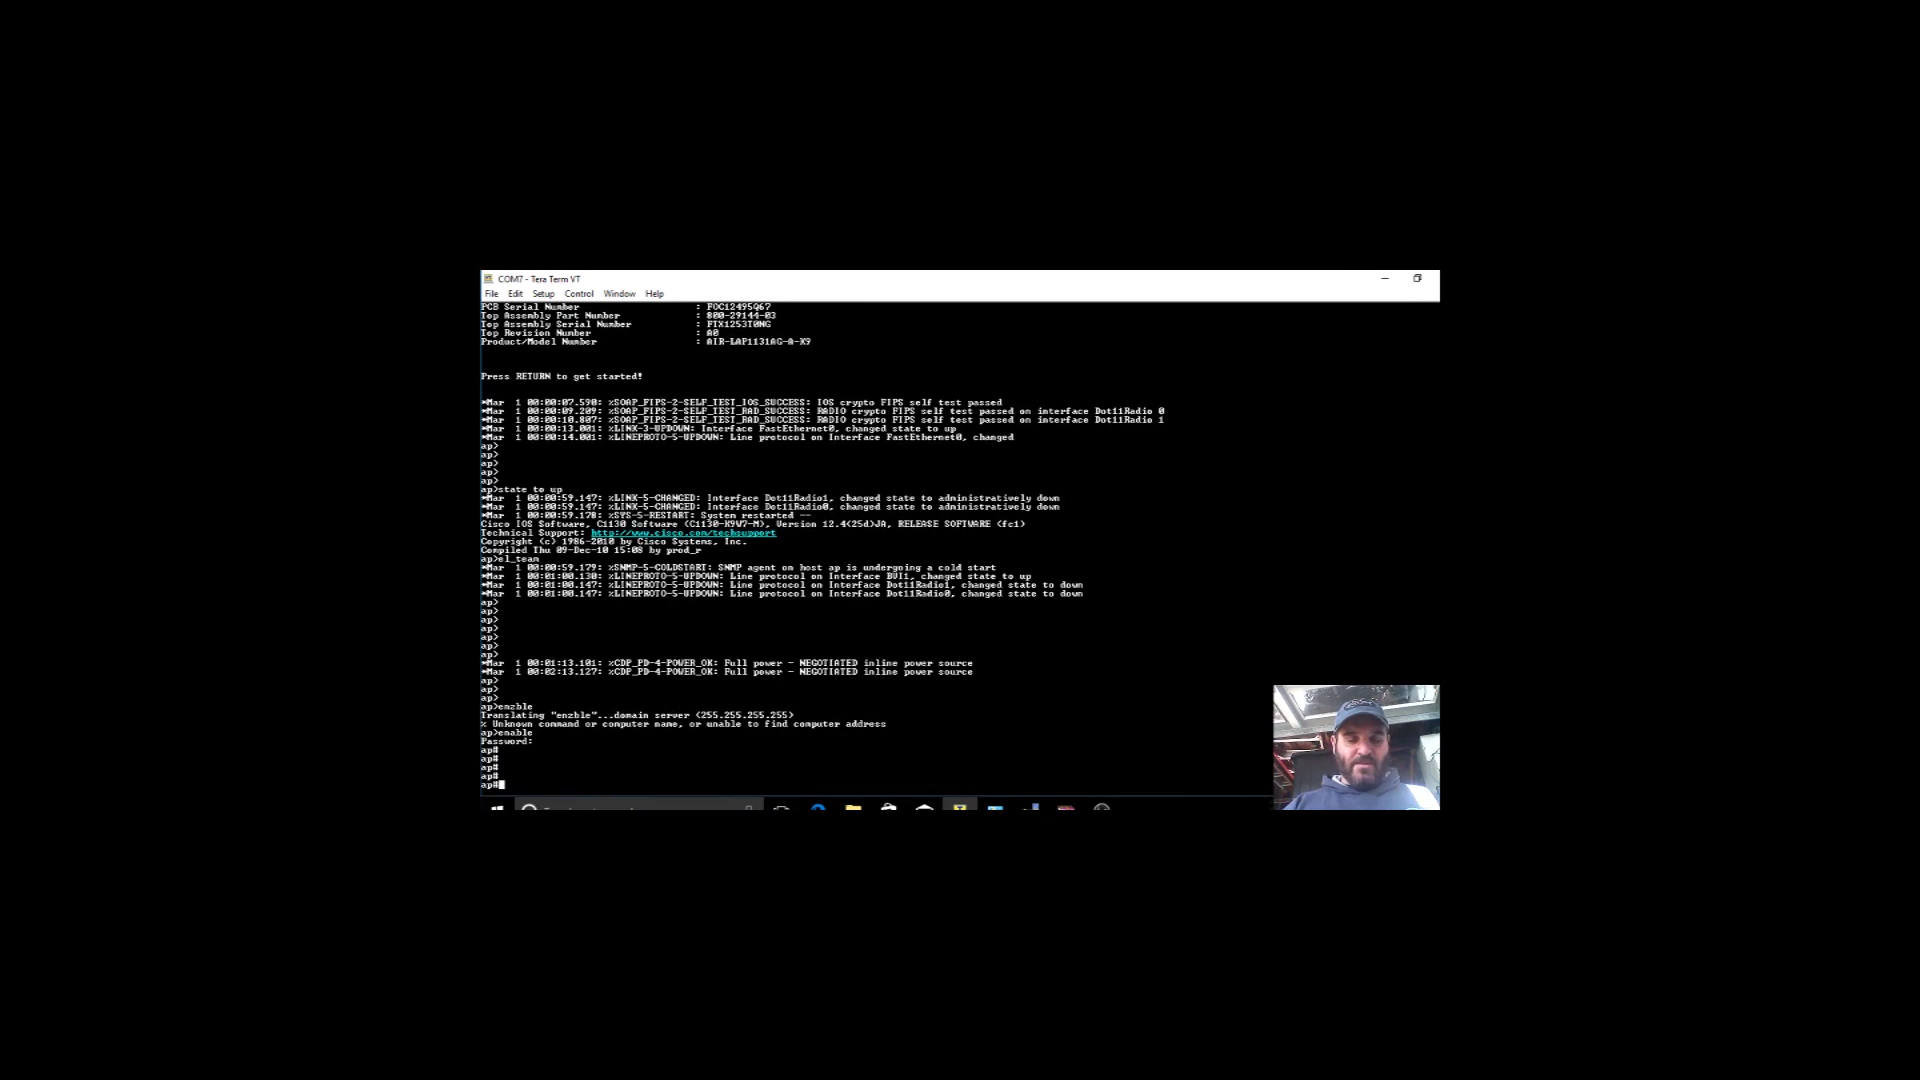 COM7 - Tera Term VT
File Edit Setup Control Window Help
PCB Serial Number : FOC12495Q67
Top Assembly Part Number : 800-29144-03
Top Assembly Serial Number : FTX1253T0NG
Top Revision Number : A0
Product/Model Number : AIR-LAP1131AG-A-K9
Press RETURN to get started!
*Mar 1 00:00:07.590: %SOAP_FIPS-2-SELF_TEST_IOS_SUCCESS: IOS crypto FIPS self test passed
*Mar 1 00:00:09.209: %SOAP_FIPS-2-SELF_TEST_RAD_SUCCESS: RADIO crypto FIPS self test passed on interface Dot11Radio 0
*Mar 1 00:00:10.807: %SOAP_FIPS-2-SELF_TEST_RAD_SUCCESS: RADIO crypto FIPS self test passed on interface Dot11Radio 1
*Mar 1 00:00:13.001: %LINK-3-UPDOWN: Interface FastEthernet0, changed state to up
*Mar 1 00:00:14.001: %LINEPROTO-5-UPDOWN: Line protocol on Interface FastEthernet0, changed
ap>
ap>
ap>
ap>
ap>
ap>state to up
*Mar 1 00:00:59.147: %LINK-5-CHANGED: Interface Dot11Radio1, changed state to administratively down
*Mar 1 00:00:59.147: %LINK-5-CHANGED: Interface Dot11Radio0, changed state to administratively down
*Mar 1 00:00:59.178: %SYS-5-RESTART: System restarted --
Cisco IOS Software, C1130 Software (C1130-K9W7-M), Version 12.4(25d)JA, RELEASE SOFTWARE (fc1)
Technical Support: http://www.cisco.com/techsupport
Copyright (c) 1986-2010 by Cisco Systems, Inc.
Compiled Thu 09-Dec-10 15:08 by prod_r
ap>el_team
*Mar 1 00:00:59.179: %SNMP-5-COLDSTART: SNMP agent on host ap is undergoing a cold start
*Mar 1 00:01:00.130: %LINEPROTO-5-UPDOWN: Line protocol on Interface BVI1, changed state to up
*Mar 1 00:01:00.147: %LINEPROTO-5-UPDOWN: Line protocol on Interface Dot11Radio1, changed state to down
*Mar 1 00:01:00.147: %LINEPROTO-5-UPDOWN: Line protocol on Interface Dot11Radio0, changed state to down
ap>
ap>
ap>
ap>
ap>
ap>
ap>
*Mar 1 00:01:13.101: %CDP_PD-4-POWER_OK: Full power - NEGOTIATED inline power source
*Mar 1 00:02:13.127: %CDP_PD-4-POWER_OK: Full power - NEGOTIATED inline power source
ap>
ap>
ap>
ap>enzble
Translating "enzble"...domain server (255.255.255.255)
% Unknown command or computer name, or unable to find computer address
ap>enable
Password:
ap#
ap#
ap#
ap#
ap#